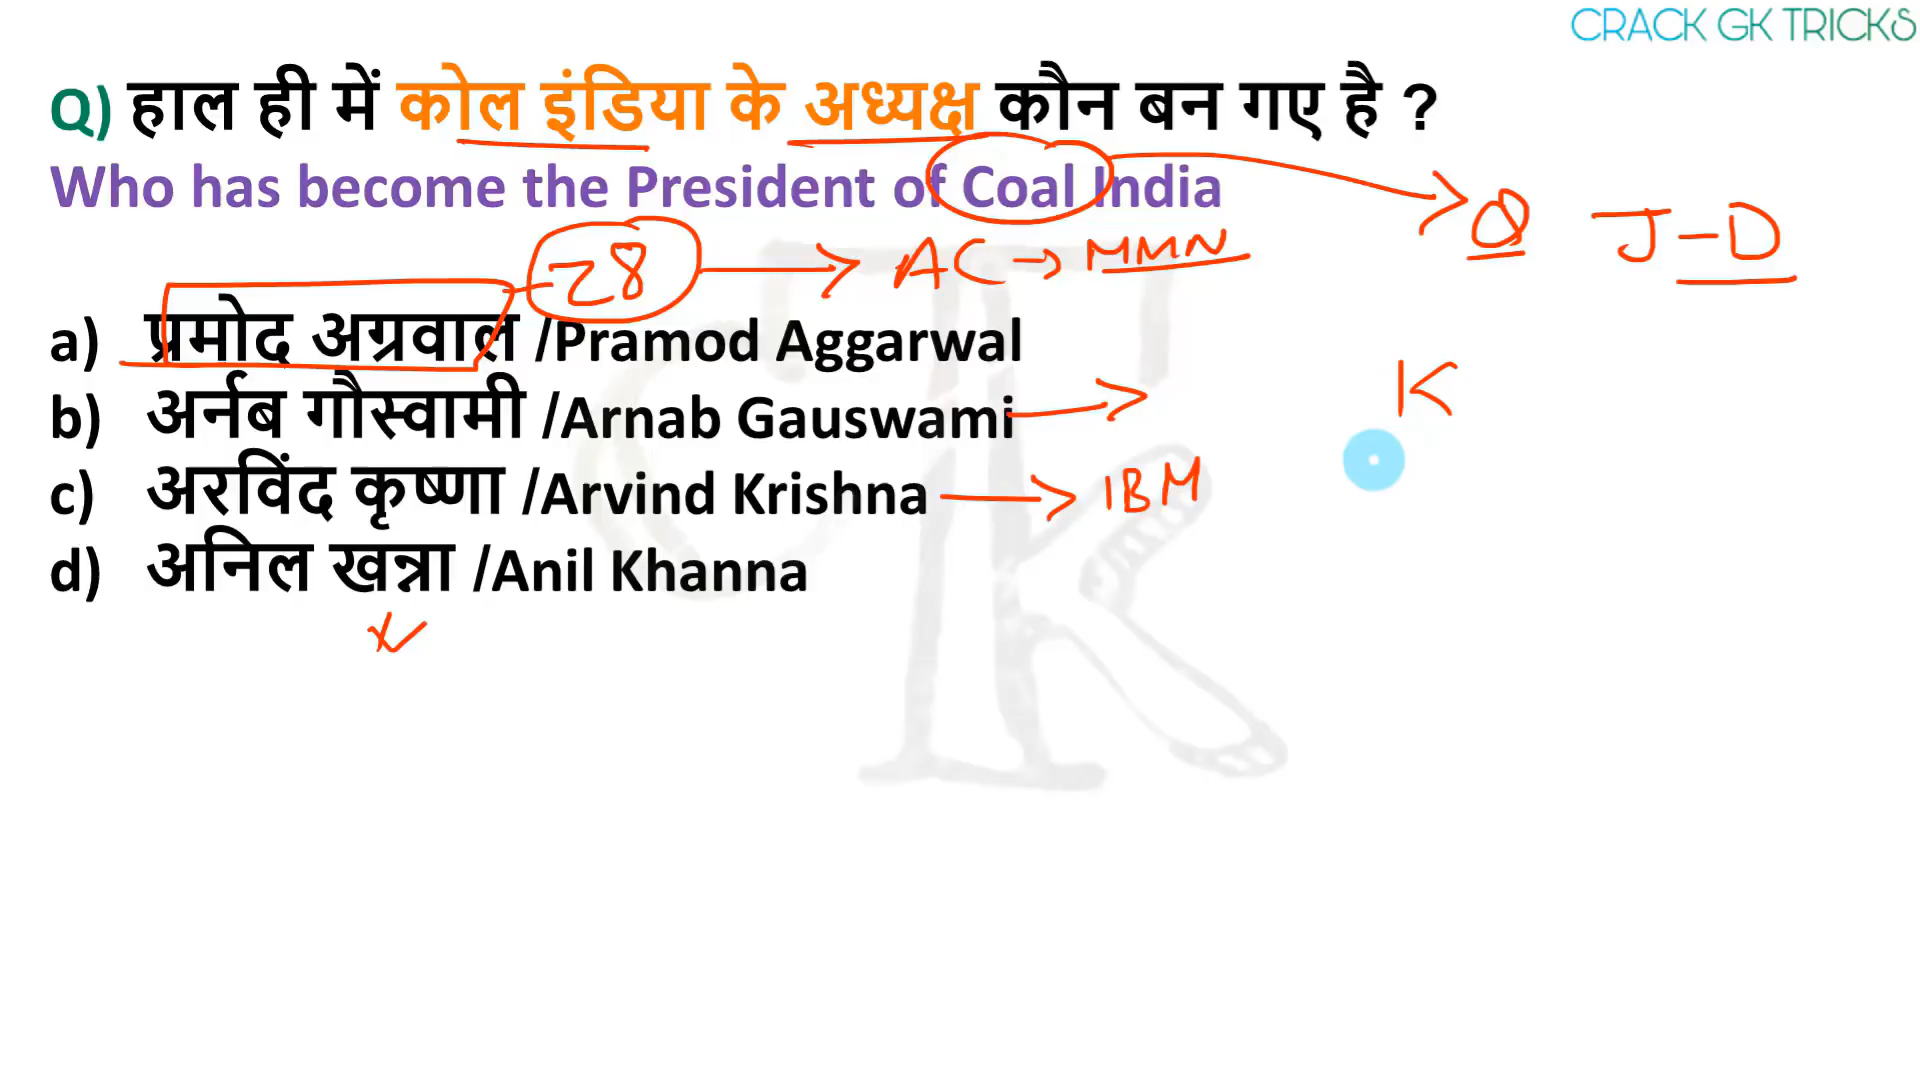 CRACK GK TRICKS
Q) हाल ही में कोल इंडिया के अध्यक्ष कौन बन गए है ?
Who has become the President of Coal India
Q J-D
28 → AC → MMN
a) प्रमोद अग्रवाल /Pramod Aggarwal
K
b) अर्नब गौस्वामी /Arnab Gauswami
c) अरविंद कृष्णा /Arvind Krishna → IBM
d) अनिल खन्ना /Anil Khanna